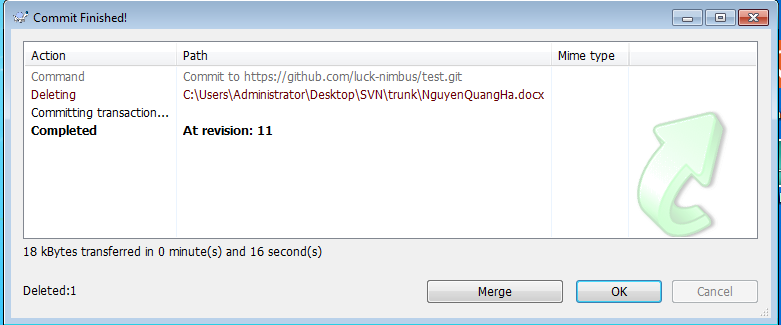 Commit Finished!
Action Path Mime type
Command Commit to https://github.com/luck-nimbus/test.git
Deleting C:\Users\Administrator\Desktop\SVN\trunk\NguyenQuangHa.docx
Committing transaction...
Completed At revision: 11
18 kBytes transferred in 0 minute(s) and 16 second(s)
Deleted:1 Merge OK Cancel